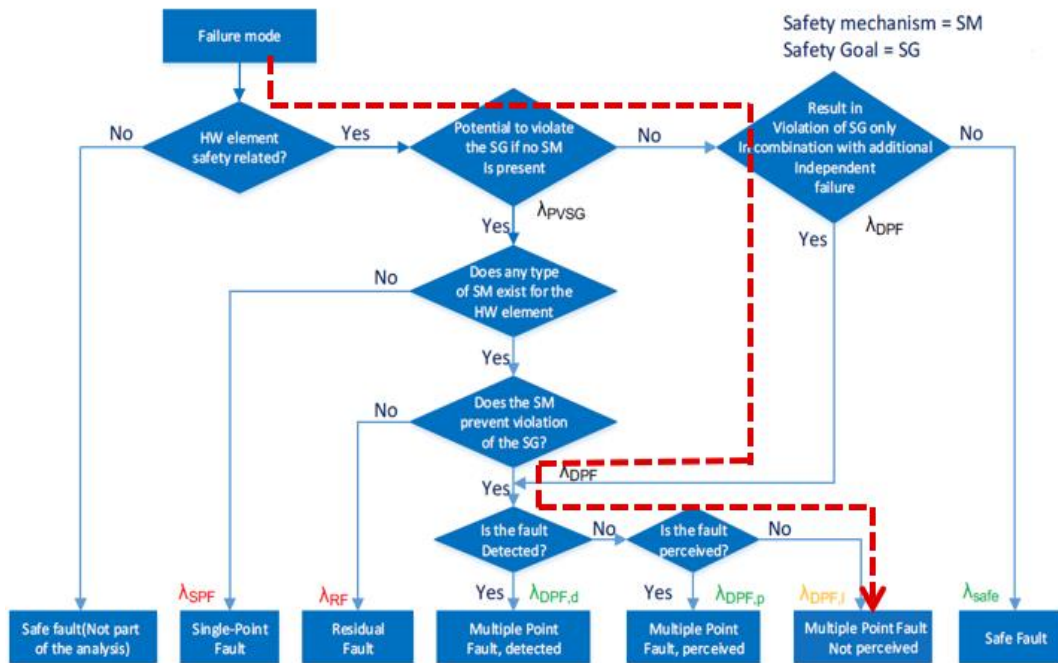 Safety mechanism = SM
Safety Goal = SG
Failure mode
No
HW element
safety related?
Yes
Potential to violate
the SG if no SM
Is present
No
Result in
Violation of SG only
In combination with additional
Independent
failure
No
λPVSG
Yes
Yes
λDPF
No
Does any type
of SM exist for the
HW element
Yes
No
Does the SM
prevent violation
of the SG?
Yes
λDPF
Is the fault
Detected?
No
Is the fault
perceived?
No
λSPF
λRF
Yes
λDPF,d
Yes
λDPF,p
λDPF,l
λsafe
Safe fault(Not part
of the analysis)
Single-Point
Fault
Residual
Fault
Multiple Point
Fault, detected
Multiple Point
Fault, perceived
Multiple Point Fault
Not perceived
Safe Fault